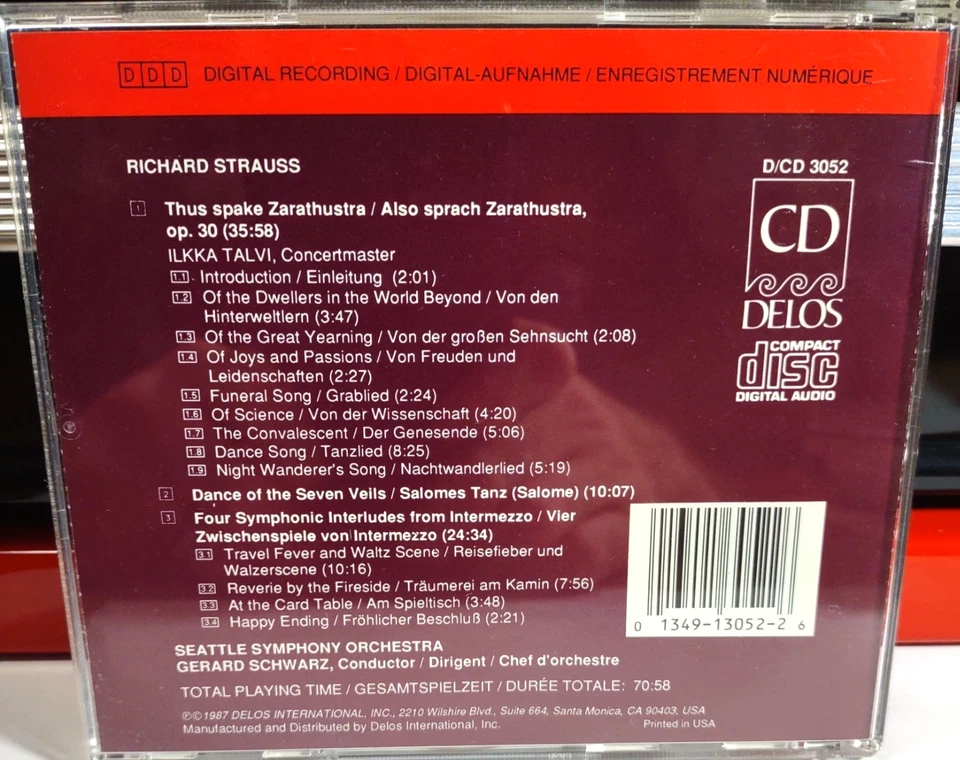 DDD DIGITAL RECORDING / DIGITAL-AUFNAHME / ENREGISTREMENT NUMÉRIQUE
RICHARD STRAUSS
D/CD 3052
1 Thus spake Zarathustra / Also sprach Zarathustra,
op. 30 (35:58)
ILKKA TALVI, Concertmaster
1.1 Introduction / Einleitung (2:01)
1.2 Of the Dwellers in the World Beyond / Von den
Hinterweltlern (3:47)
1.3 Of the Great Yearning / Von der großen Sehnsucht (2:08)
1.4 Of Joys and Passions / Von Freuden und
Leidenschaften (2:27)
1.5 Funeral Song / Grablied (2:24)
1.6 Of Science / Von der Wissenschaft (4:20)
1.7 The Convalescent / Der Genesende (5:06)
1.8 Dance Song / Tanzlied (8:25)
1.9 Night Wanderer's Song / Nachtwandlerlied (5:19)
2 Dance of the Seven Veils / Salomes Tanz (Salome) (10:07)
3 Four Symphonic Interludes from Intermezzo / Vier
Zwischenspiele von Intermezzo (24:34)
3.1 Travel Fever and Waltz Scene / Reisefieber und
Walzerscene (10:16)
3.2 Reverie by the Fireside / Träumerei am Kamin (7:56)
3.3 At the Card Table / Am Spieltisch (3:48)
3.4 Happy Ending / Fröhlicher Beschluß (2:21)
CD
DELOS
COMPACT
disc
DIGITAL AUDIO
0 1349-13052-2 6
SEATTLE SYMPHONY ORCHESTRA
GERARD SCHWARZ, Conductor / Dirigent / Chef d'orchestre
TOTAL PLAYING TIME / GESAMTSPIELZEIT / DURÉE TOTALE: 70:58
℗©1987 DELOS INTERNATIONAL, INC., 2210 Wilshire Blvd., Suite 664, Santa Monica, CA 90403, USA
Manufactured and Distributed by Delos International, Inc.
Printed in USA